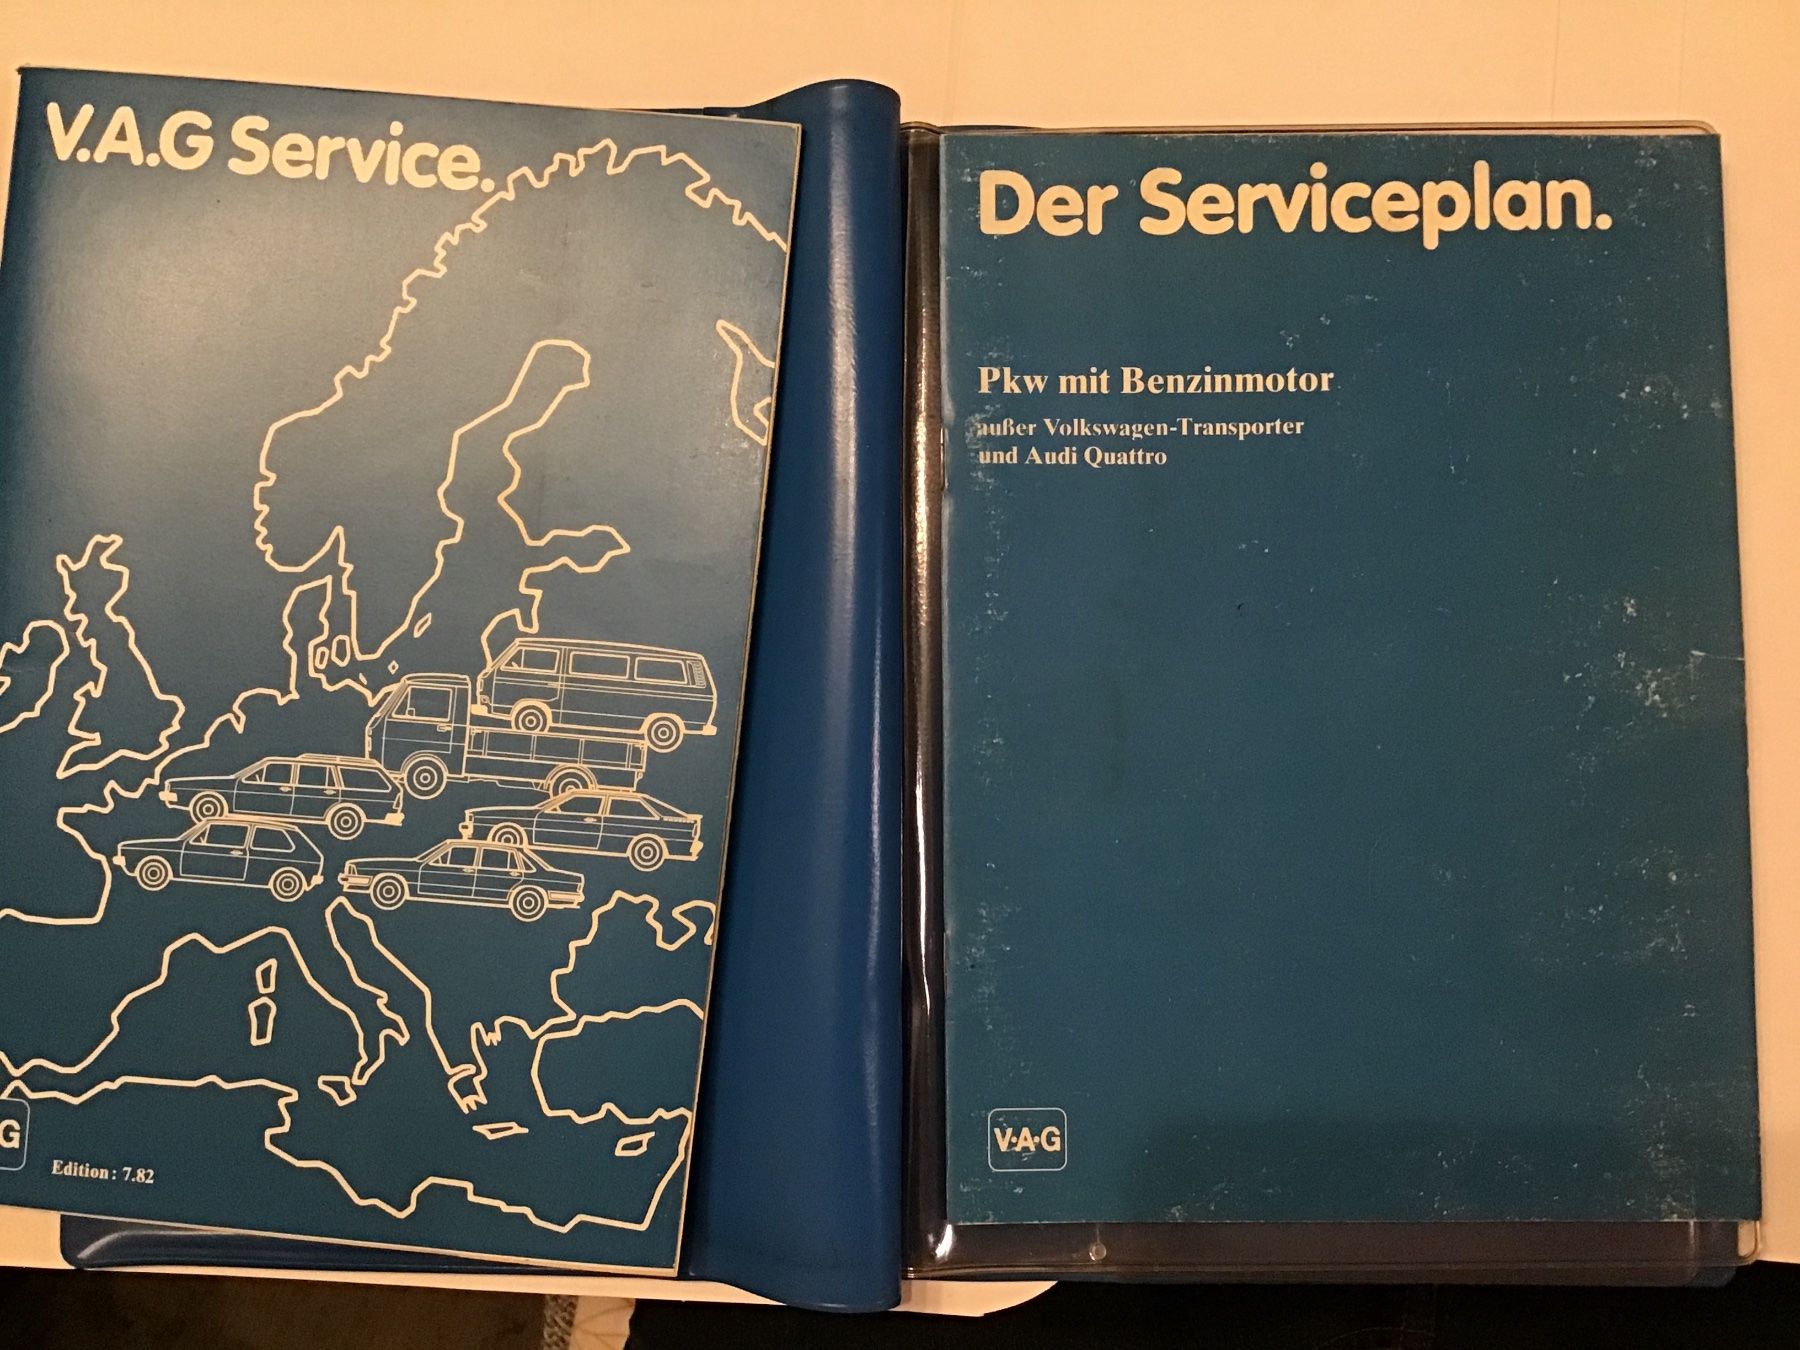 V.A.G Service.
G
Edition: 7.82
Der Serviceplan.
Pkw mit Benzinmotor
außer Volkswagen-Transporter
und Audi Quattro
V·A·G